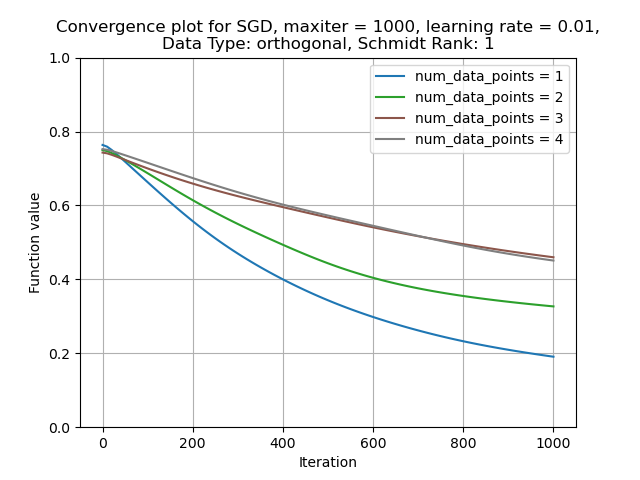 Convergence plot for SGD, maxiter = 1000, learning rate = 0.01,
Data Type: orthogonal, Schmidt Rank: 1
num_data_points = 1
num_data_points = 2
num_data_points = 3
num_data_points = 4
Function value
1.0
0.8
0.6
0.4
0.2
0.0
0 200 400 600 800 1000
Iteration